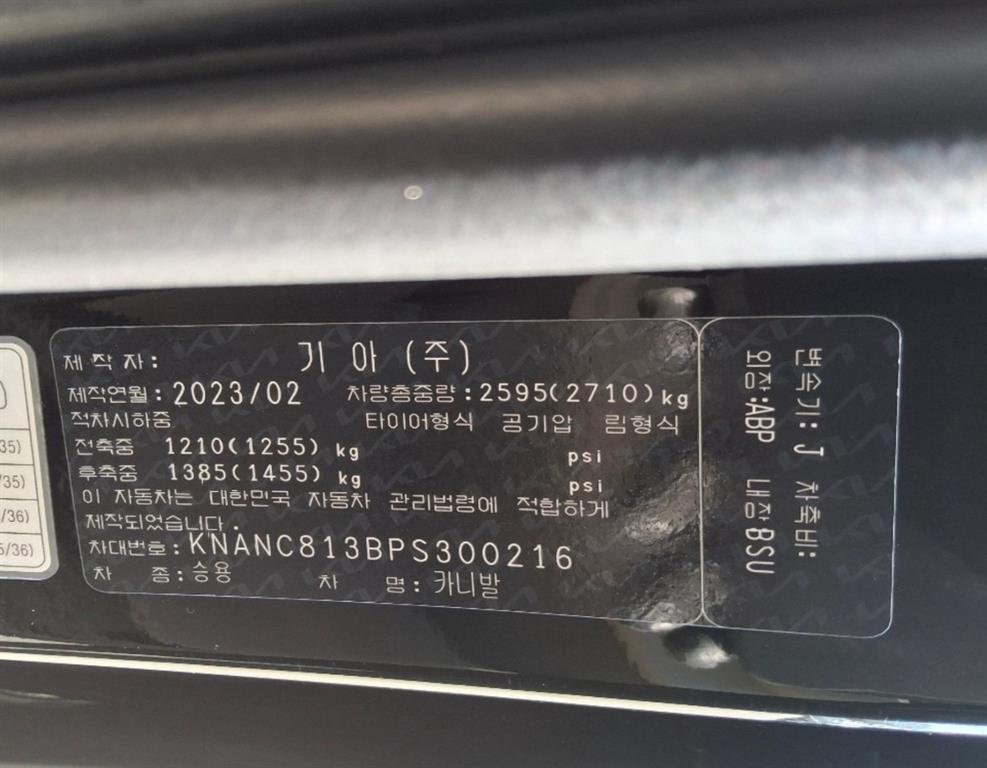 )
35)
/35)
/36)
5/36)
제 작 자 : 기 아 (주)
제작연월 : 2023/02 차량총중량 : 2595(2710)kg
적차시하중 타이어형식 공기압 림형식
전축중 1210(1255) kg psi
후축중 1385(1455) kg psi
이 자동차는 대한민국 자동차 관리법령에 적합하게
제작되었습니다.
차대번호 : KNANC813BPS300216
차 종 : 승용 차 명 : 카니발
변속기: J 차축비:
외장:ABP 내장:BSU